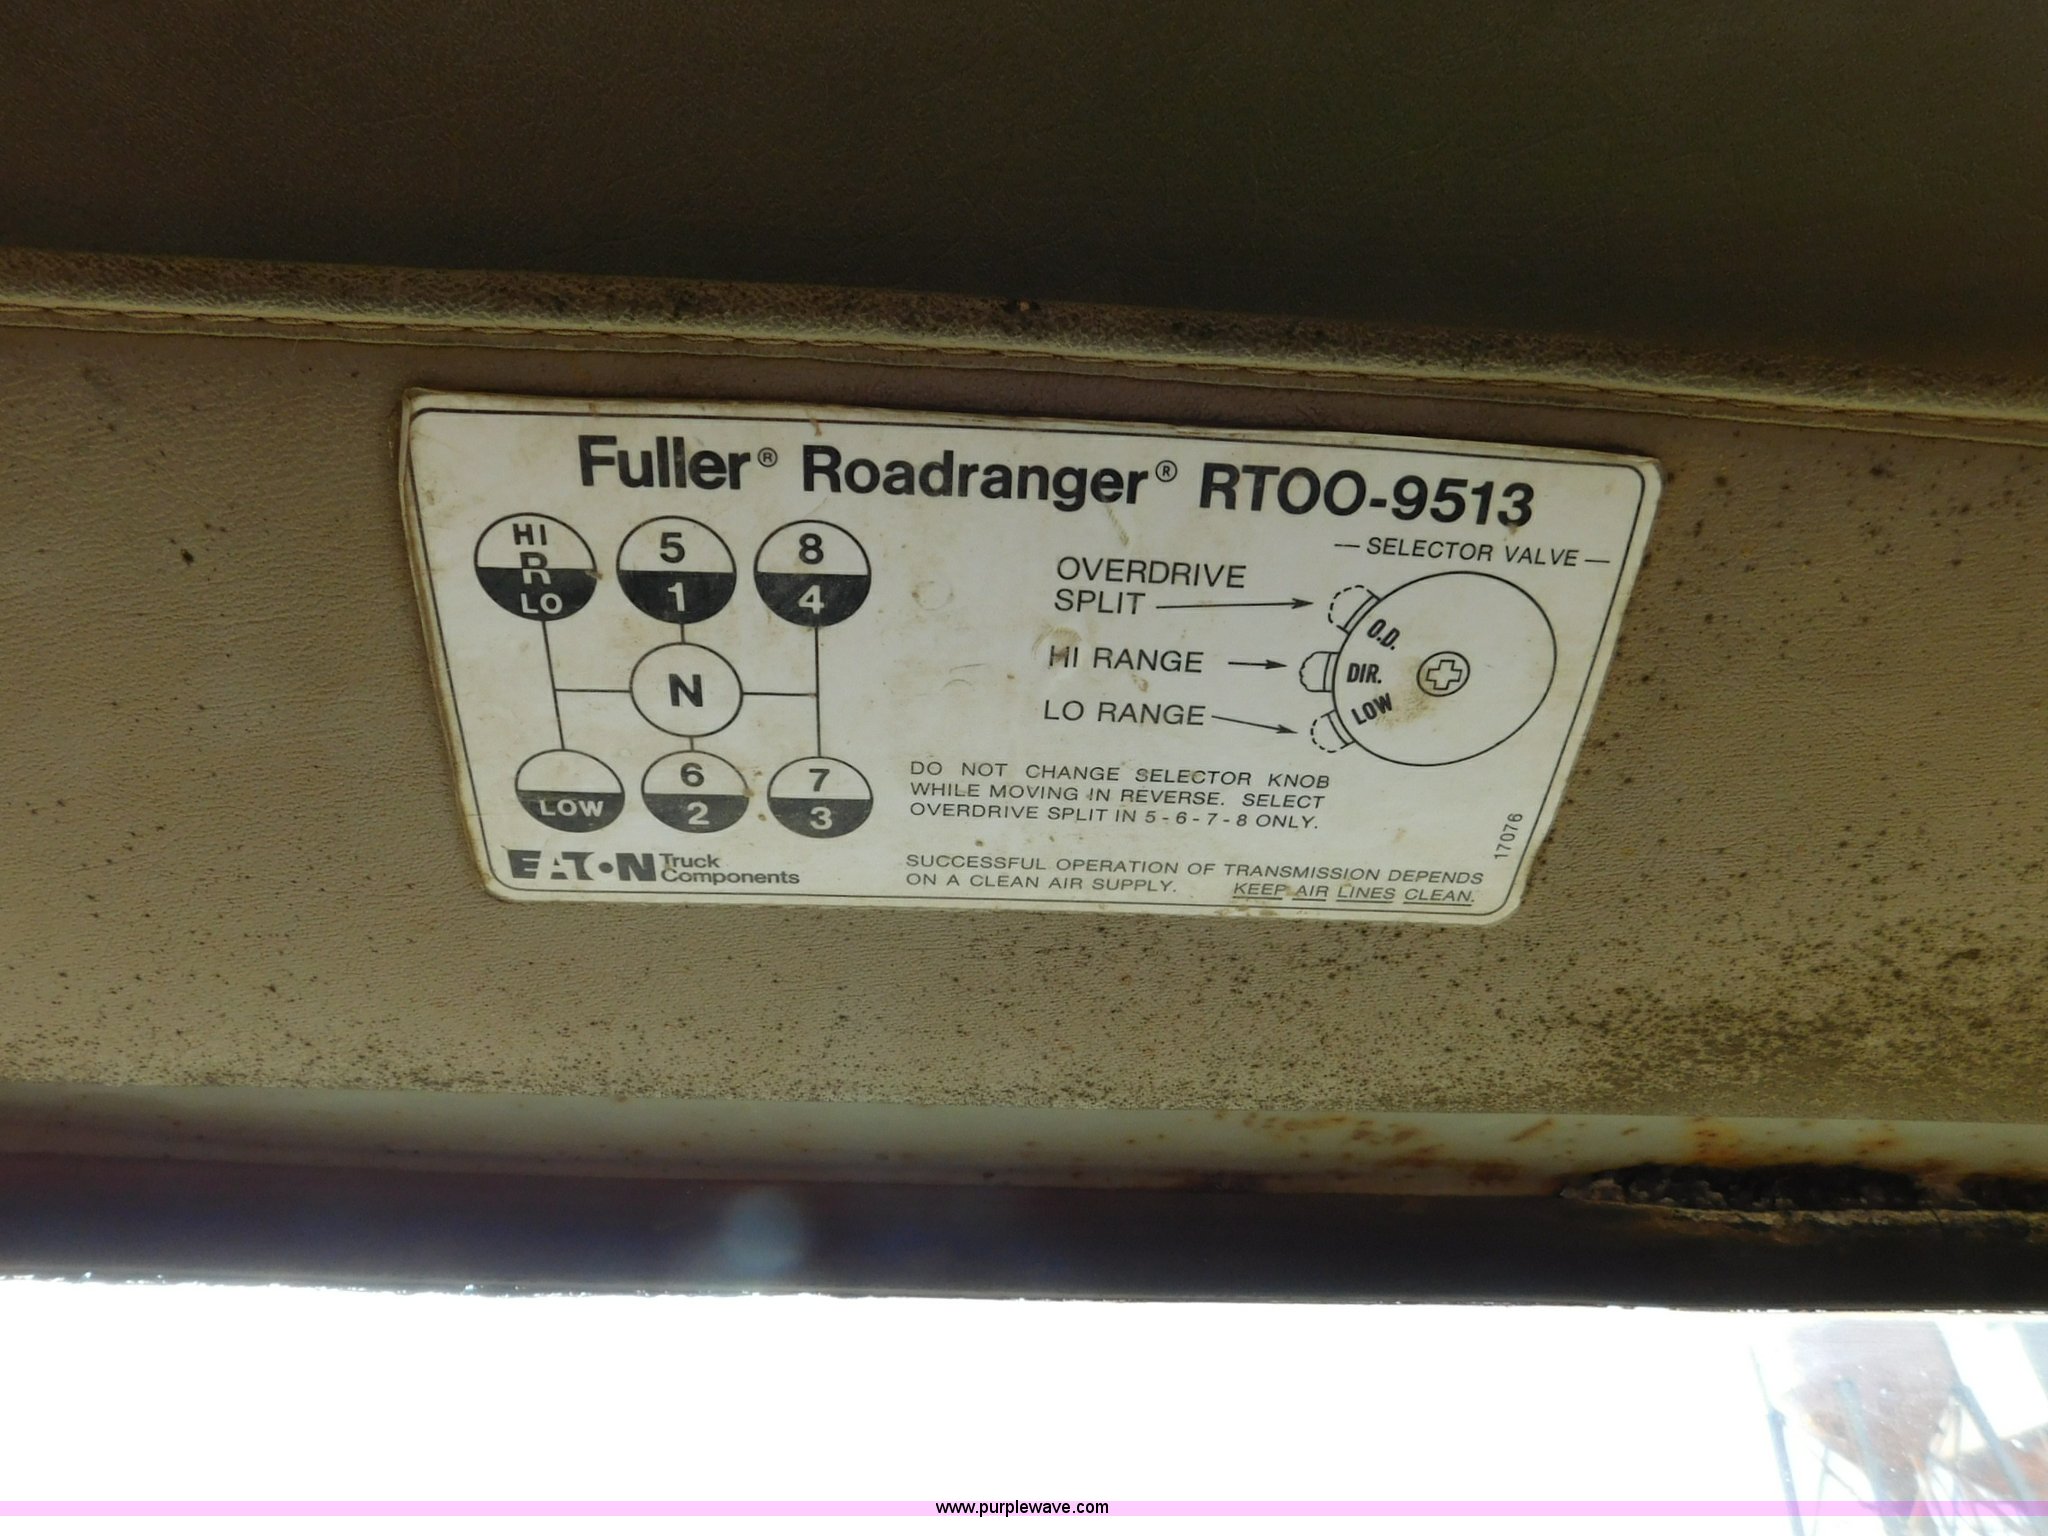 Fuller® Roadranger® RTOO-9513
HI
R
LO
5
1
8
4
N
LOW
6
2
7
3
— SELECTOR VALVE —
OVERDRIVE
SPLIT
HI RANGE
LO RANGE
O.D.
DIR.
LOW
DO NOT CHANGE SELECTOR KNOB
WHILE MOVING IN REVERSE. SELECT
OVERDRIVE SPLIT IN 5-6-7-8 ONLY.
17076
EATON Truck
Components
SUCCESSFUL OPERATION OF TRANSMISSION DEPENDS
ON A CLEAN AIR SUPPLY. KEEP AIR LINES CLEAN.
www.purplewave.com